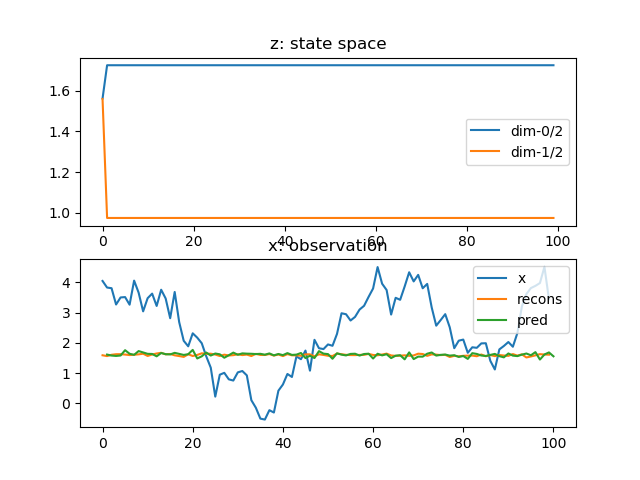 z: state space
1.6
1.4
1.2
1.0
dim-0/2
dim-1/2
0 20 40 60 80 100
x: observation
4
3
2
1
0
x
recons
pred
0 20 40 60 80 100